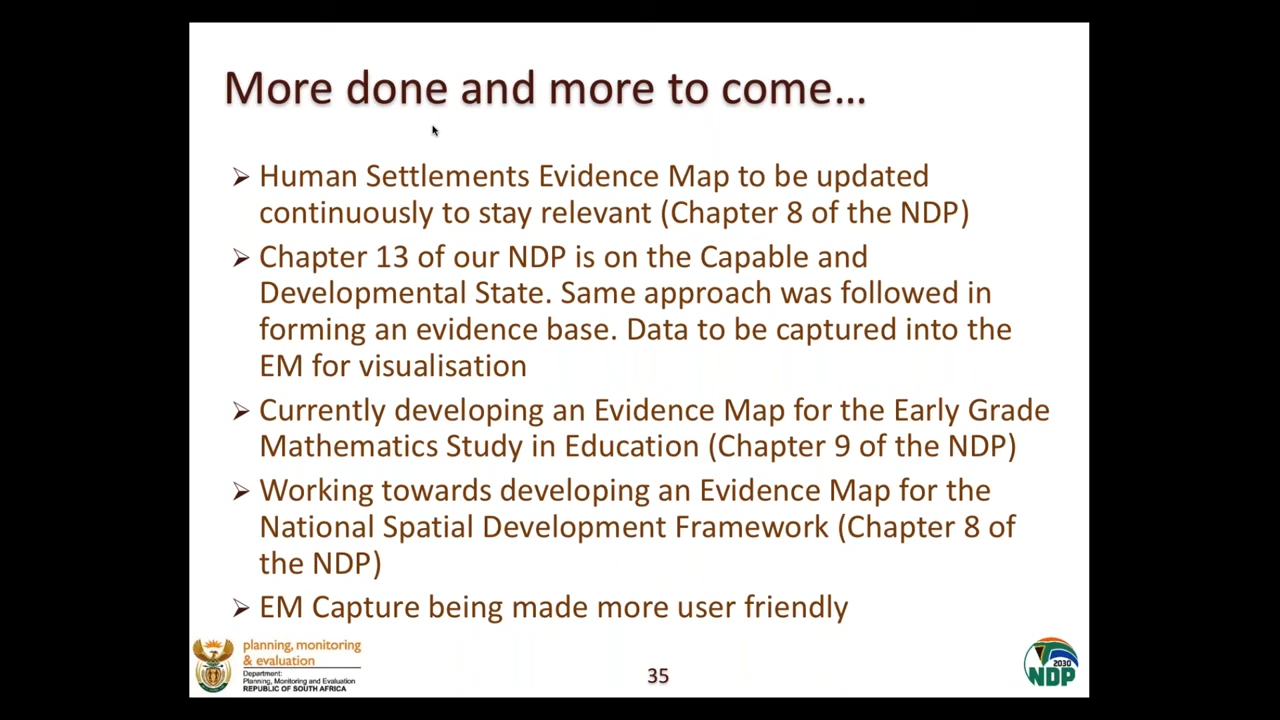 More done and more to come…
➢ Human Settlements Evidence Map to be updated
continuously to stay relevant (Chapter 8 of the NDP)
➢ Chapter 13 of our NDP is on the Capable and
Developmental State. Same approach was followed in
forming an evidence base. Data to be captured into the
EM for visualisation
➢ Currently developing an Evidence Map for the Early Grade
Mathematics Study in Education (Chapter 9 of the NDP)
➢ Working towards developing an Evidence Map for the
National Spatial Development Framework (Chapter 8 of
the NDP)
➢ EM Capture being made more user friendly
planning, monitoring
& evaluation
Department:
Planning, Monitoring and Evaluation
REPUBLIC OF SOUTH AFRICA
35
2030
NDP